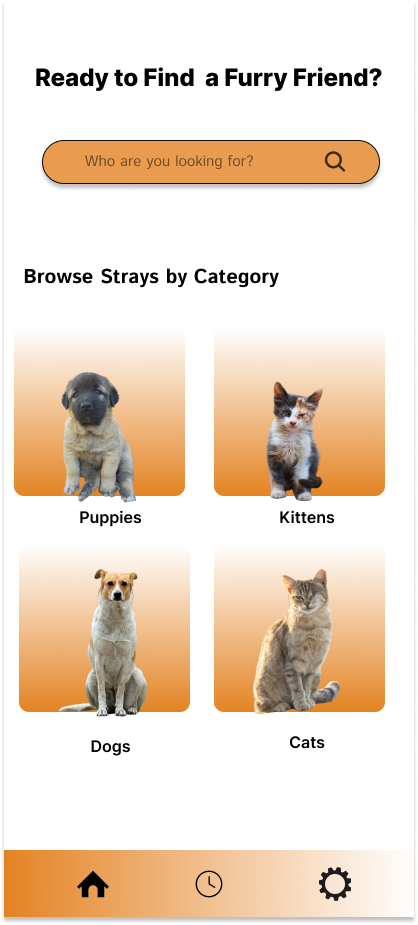 Ready to Find a Furry Friend?
Who are you looking for?
Browse Strays by Category
Puppies
Kittens
Dogs
Cats